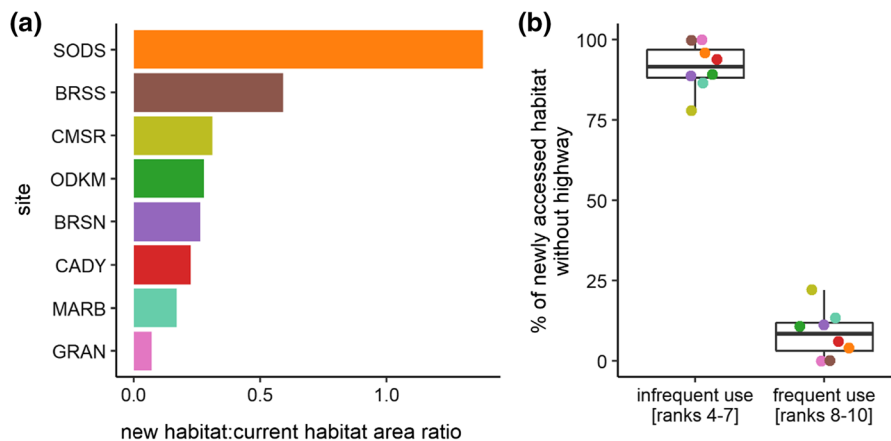 (a)
site
SODS
BRSS
CMSR
ODKM
BRSN
CADY
MARB
GRAN
0.0
0.5
1.0
new habitat:current habitat area ratio
(b)
% of newly accessed habitat
without highway
100
75
50
25
0
infrequent use
[ranks 4-7]
frequent use
[ranks 8-10]